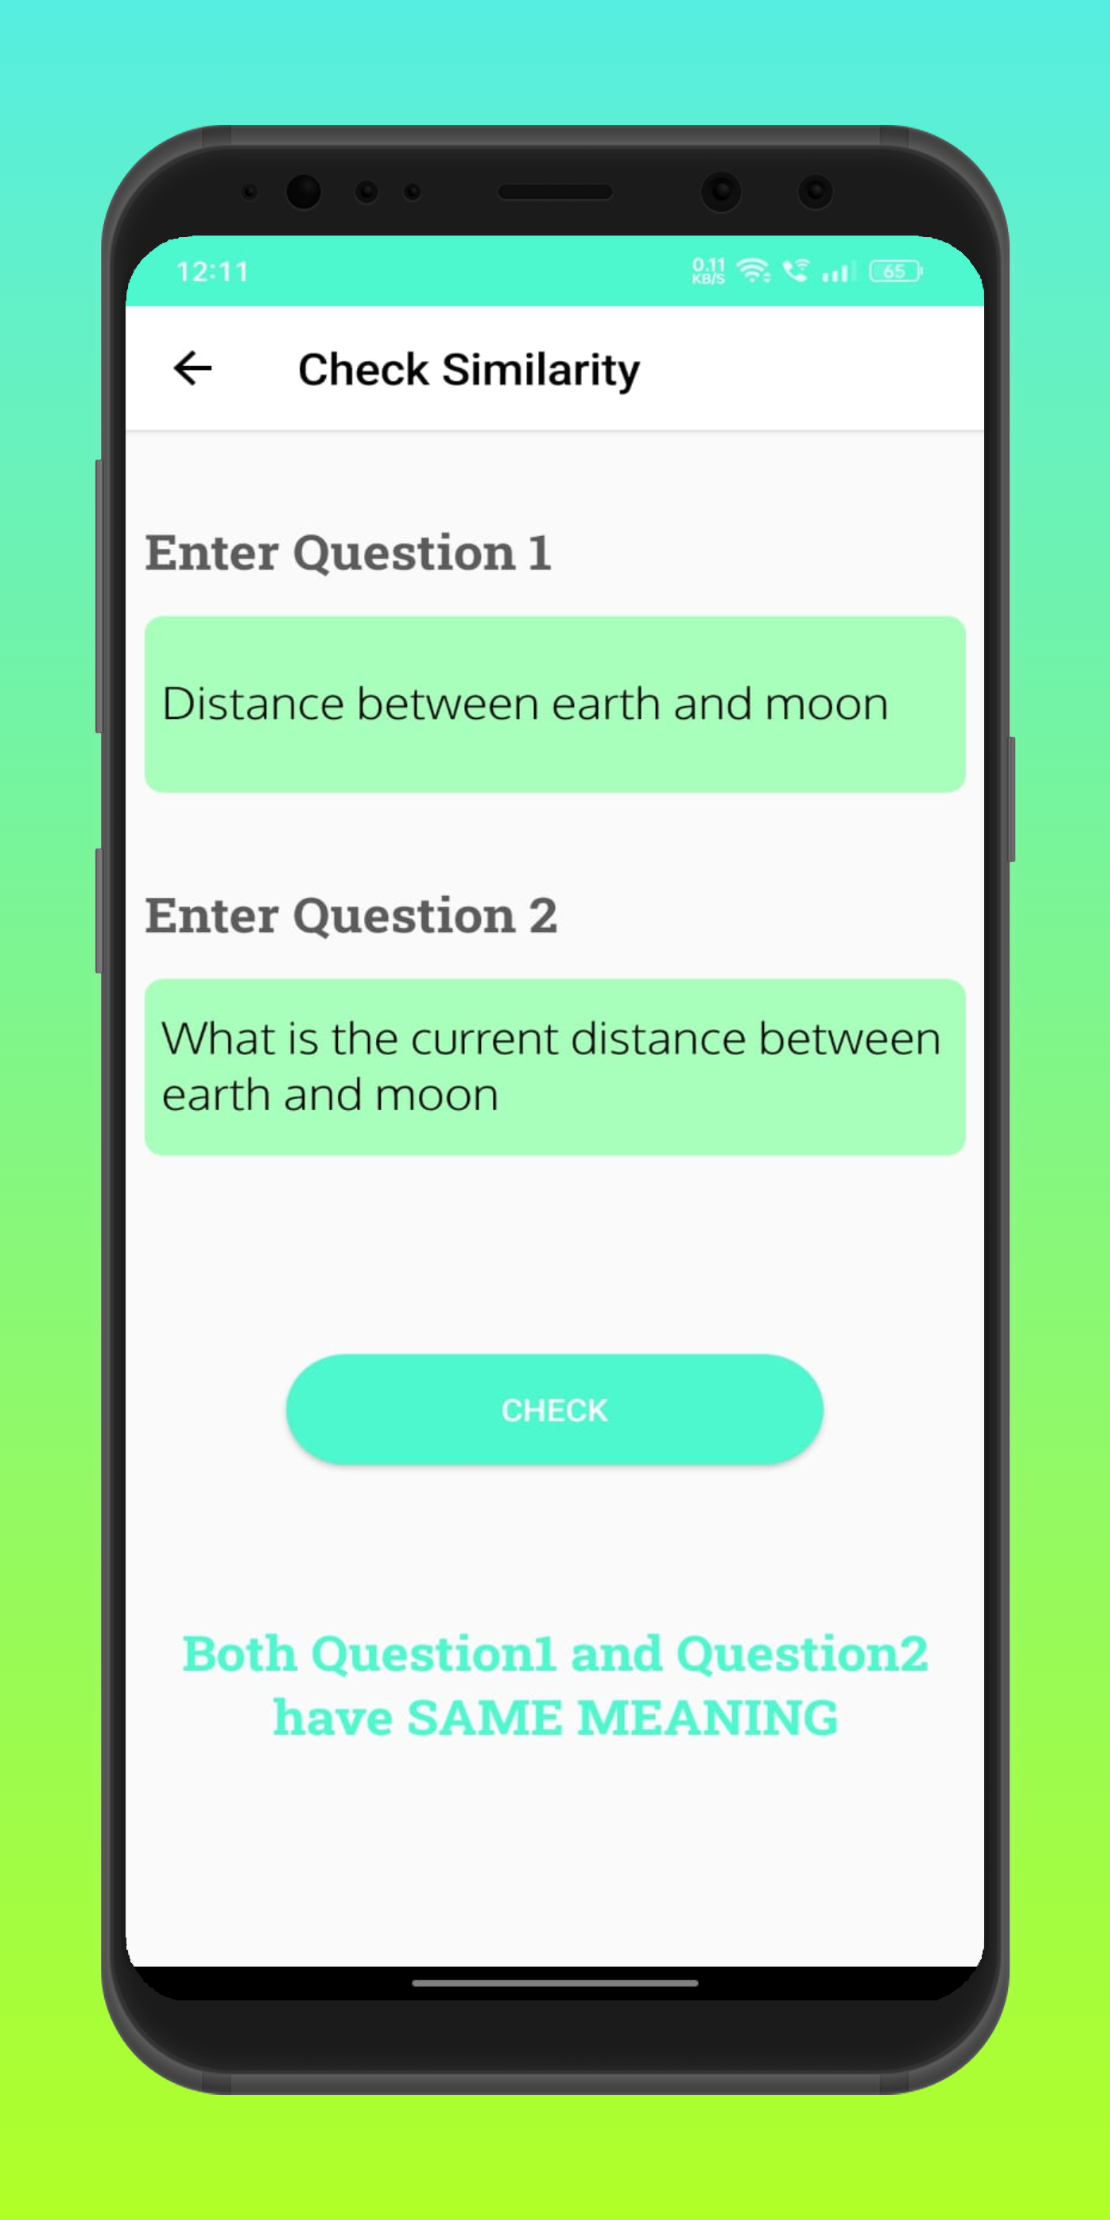 12:11
0.11
KB/S
65
Check Similarity
Enter Question 1
Distance between earth and moon
Enter Question 2
What is the current distance between
earth and moon
CHECK
Both Question1 and Question2
have SAME MEANING